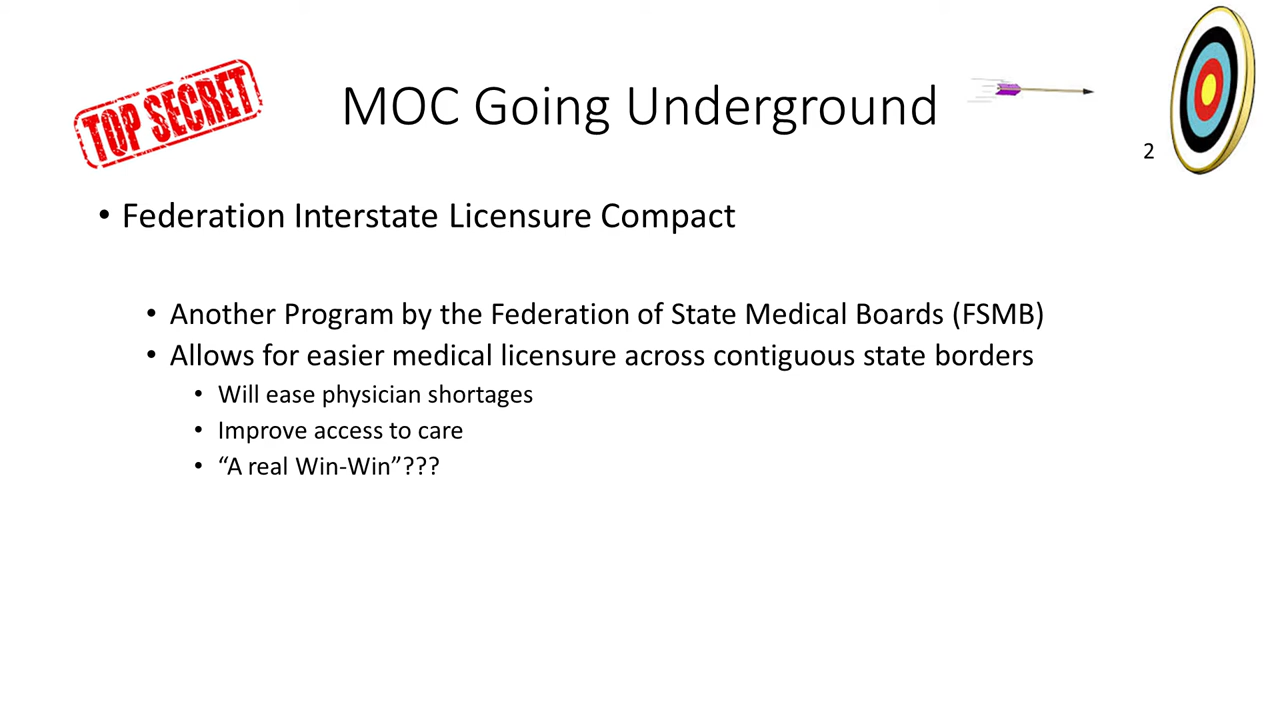 TOP SECRET
MOC Going Underground
2
• Federation Interstate Licensure Compact
• Another Program by the Federation of State Medical Boards (FSMB)
• Allows for easier medical licensure across contiguous state borders
• Will ease physician shortages
• Improve access to care
• “A real Win-Win”???